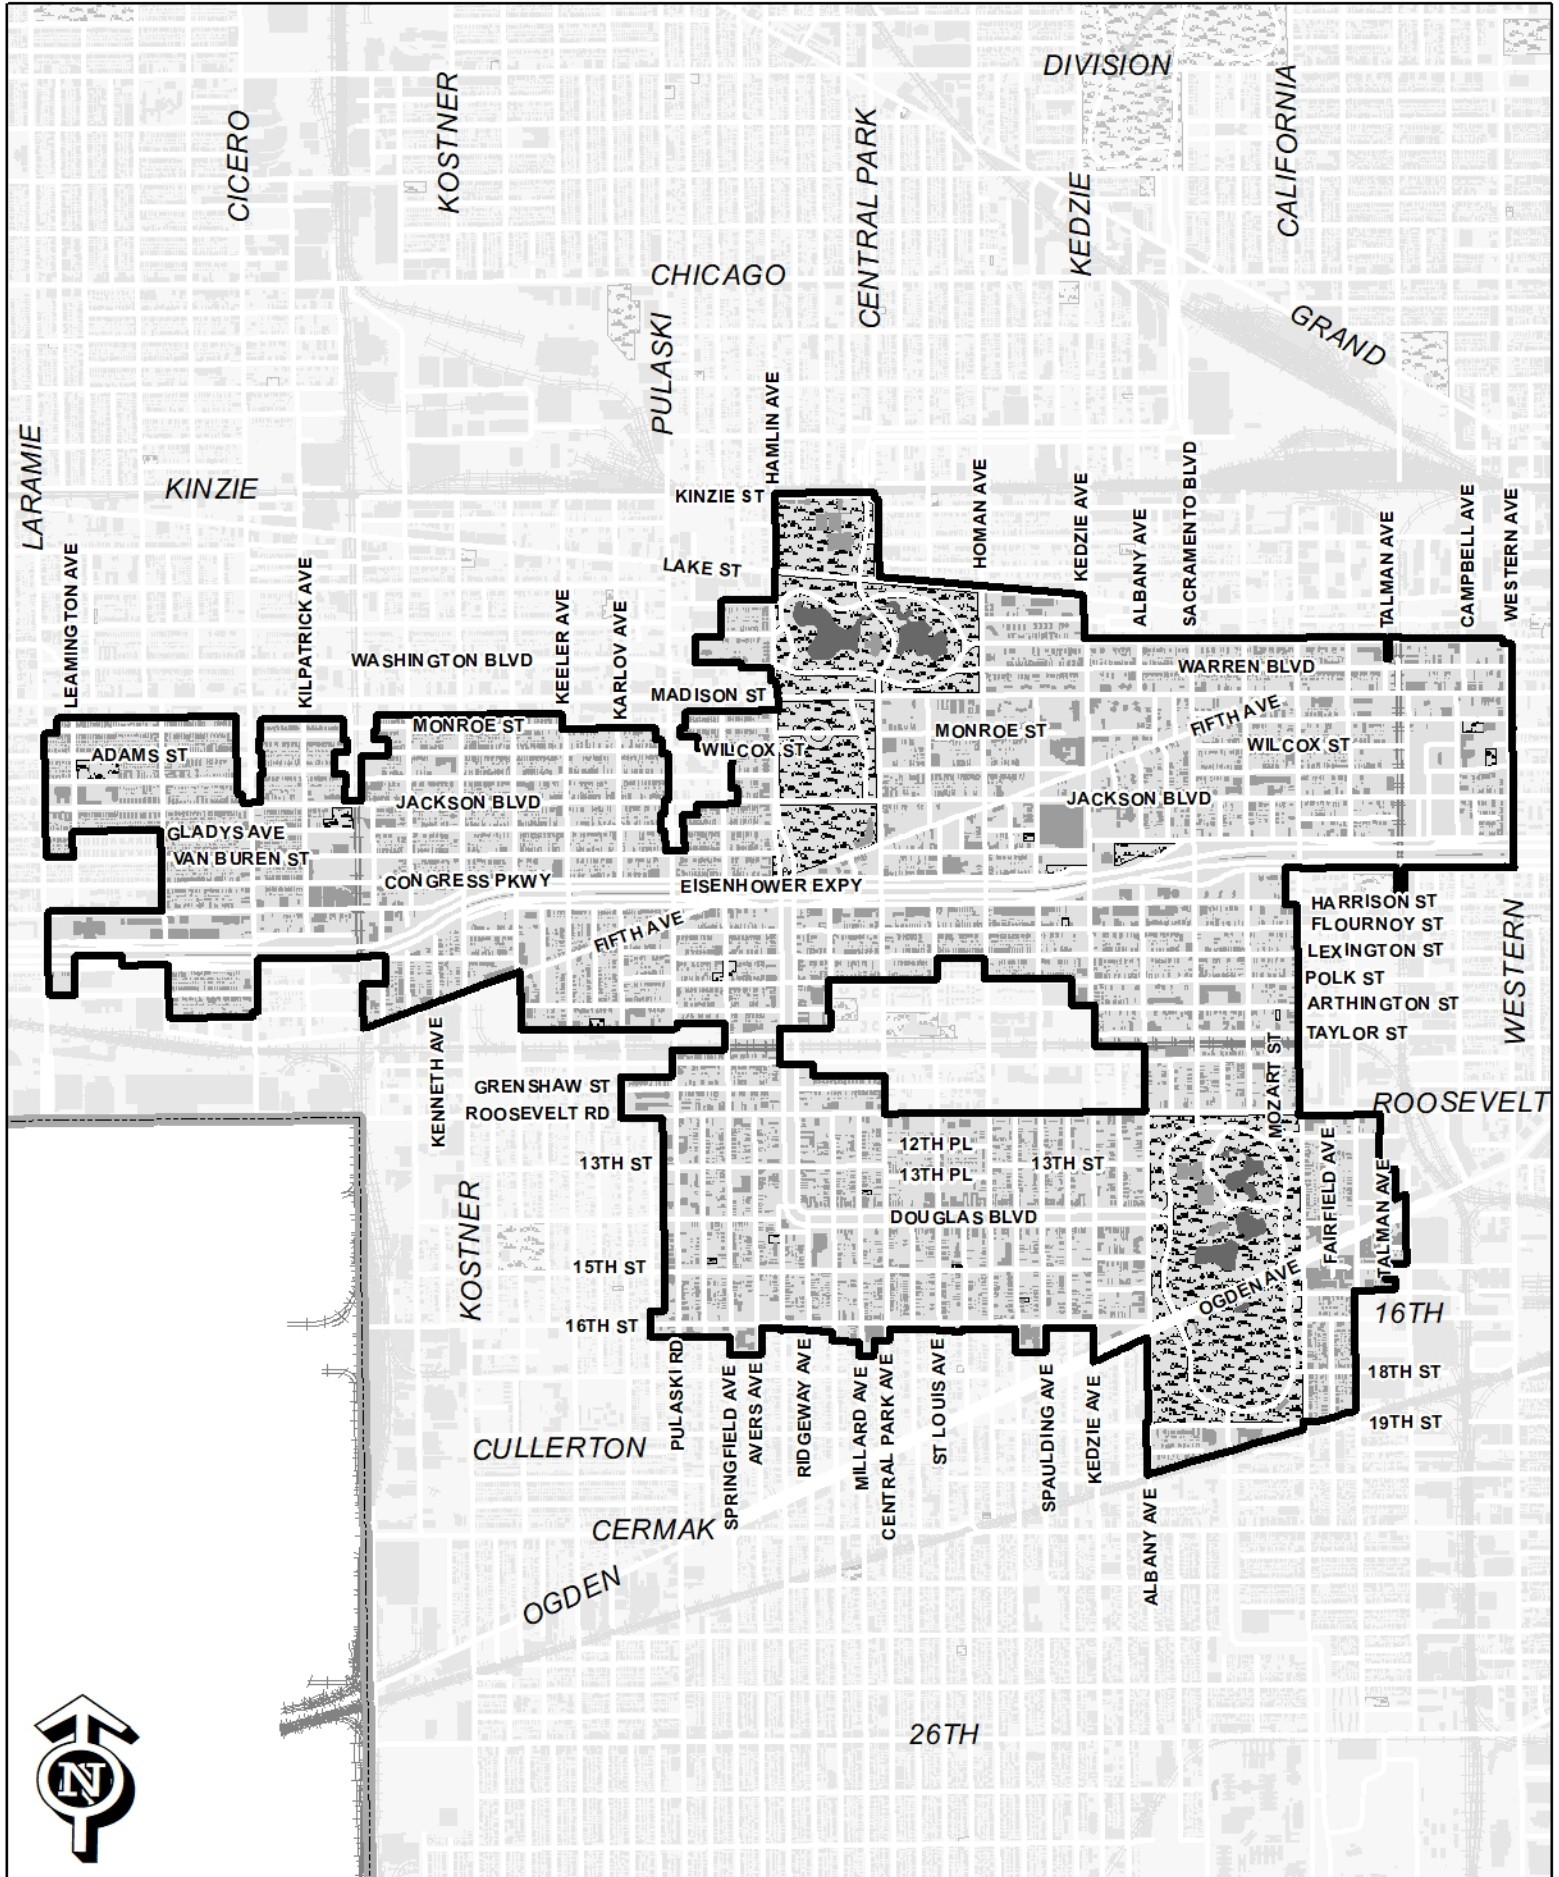 DIVISION
CICERO
KOSTNER
CENTRAL PARK
KEDZIE
CALIFORNIA
CHICAGO
PULASKI
GRAND
HAMLIN AVE
LARAMIE
KINZIE
KINZIE ST
HOMAN AVE
KEDZIE AVE
ALBANY AVE
SACRAMENTO BLVD
TALMAN AVE
CAMPBELL AVE
WESTERN AVE
LEAMINGTON AVE
KILPATRICK AVE
KEELER AVE
KARLOV AVE
LAKE ST
WASHINGTON BLVD
WARREN BLVD
MADISON ST
MONROE ST
MONROE ST
FIFTH AVE
ADAMS ST
WILCOX ST
WILCOX ST
JACKSON BLVD
JACKSON BLVD
GLADYS AVE
VAN BUREN ST
CONGRESS PKWY
EISENHOWER EXPY
HARRISON ST
FLOURNOY ST
FIFTH AVE
LEXINGTON ST
POLK ST
ARTHINGTON ST
TAYLOR ST
WESTERN
KENNETH AVE
MOZART ST
GRENSHAW ST
ROOSEVELT RD
ROOSEVELT
12TH PL
13TH ST
13TH ST
13TH PL
FAIRFIELD AVE
TALMAN AVE
KOSTNER
DOUGLAS BLVD
15TH ST
OGDEN AVE
16TH ST
16TH
18TH ST
19TH ST
PULASKI RD
SPRINGFIELD AVE
AVERS AVE
RIDGEWAY AVE
MILLARD AVE
CENTRAL PARK AVE
ST LOUIS AVE
SPAULDING AVE
KEDZIE AVE
ALBANY AVE
CULLERTON
CERMAK
OGDEN
26TH
N